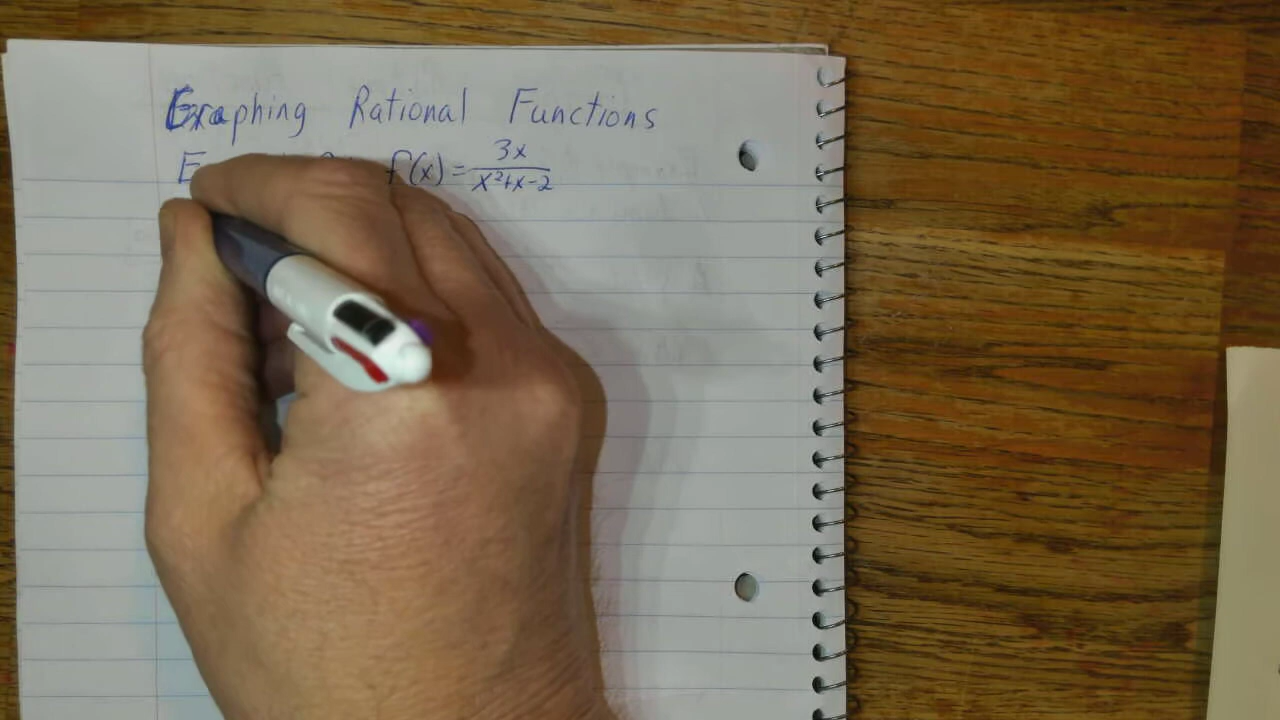 Graphing Rational Functions
f(x) = 3x / x²+x-2